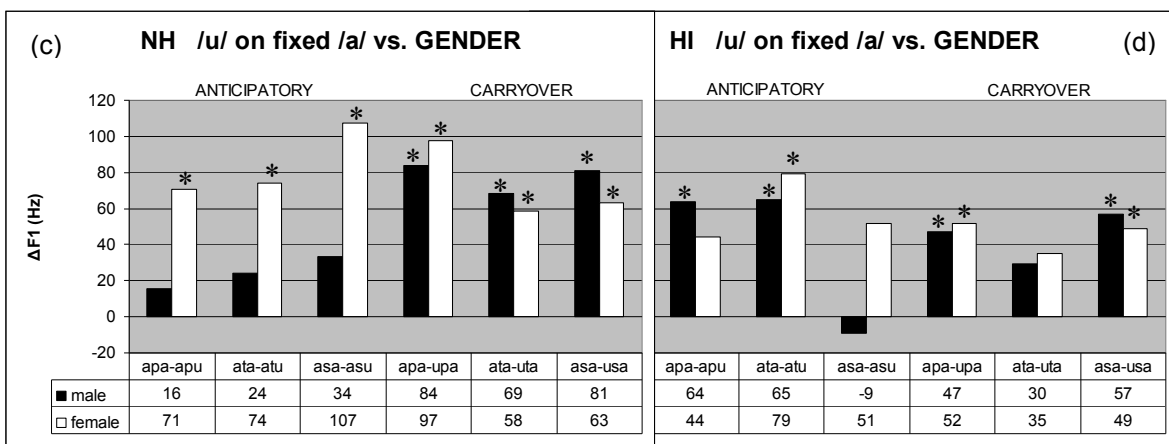 (c) NH /u/ on fixed /a/ vs. GENDER
ANTICIPATORY CARRYOVER
ΔF1 (Hz)
120
100
80
60
40
20
0
-20
* * * * * * * * *
apa-apu ata-atu asa-asu apa-upa ata-uta asa-usa
male 16 24 34 84 69 81
female 71 74 107 97 58 63
HI /u/ on fixed /a/ vs. GENDER (d)
ANTICIPATORY CARRYOVER
* * * * * * *
apa-apu ata-atu asa-asu apa-upa ata-uta asa-usa
64 65 -9 47 30 57
44 79 51 52 35 49